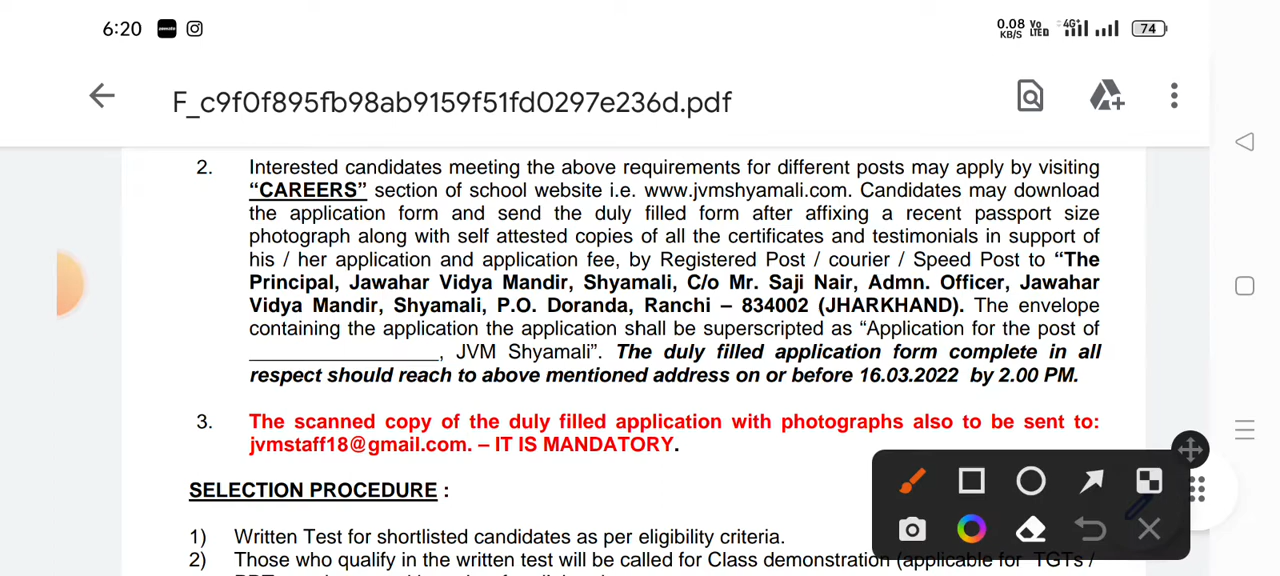 6:20
0.08 KB/S Vo LTE 4G+ 74
F_c9f0f895fb98ab9159f51fd0297e236d.pdf
2. Interested candidates meeting the above requirements for different posts may apply by visiting
“CAREERS” section of school website i.e. www.jvmshyamali.com. Candidates may download
the application form and send the duly filled form after affixing a recent passport size
photograph along with self attested copies of all the certificates and testimonials in support of
his / her application and application fee, by Registered Post / courier / Speed Post to “The
Principal, Jawahar Vidya Mandir, Shyamali, C/o Mr. Saji Nair, Admn. Officer, Jawahar
Vidya Mandir, Shyamali, P.O. Doranda, Ranchi – 834002 (JHARKHAND). The envelope
containing the application the application shall be superscripted as “Application for the post of
___________________, JVM Shyamali”. The duly filled application form complete in all
respect should reach to above mentioned address on or before 16.03.2022 by 2.00 PM.
3. The scanned copy of the duly filled application with photographs also to be sent to:
jvmstaff18@gmail.com. – IT IS MANDATORY.
SELECTION PROCEDURE :
1) Written Test for shortlisted candidates as per eligibility criteria.
2) Those who qualify in the written test will be called for Class demonstration (applicable for TGTs /